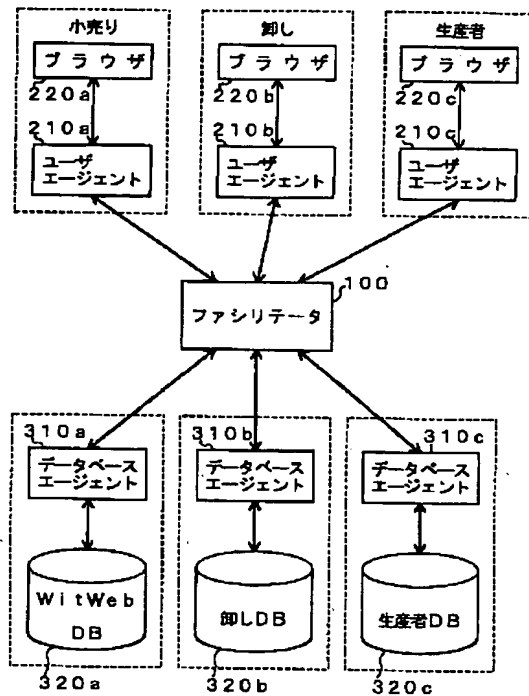 小売り
卸し
生産者
ブラウザ
ブラウザ
ブラウザ
220a
220b
220c
210a
210b
210c
ユーザ
エージェント
ユーザ
エージェント
ユーザ
エージェント
100
ファシリテータ
310a
310b
310c
データベース
エージェント
データベース
エージェント
データベース
エージェント
WitWeb
DB
卸しDB
生産者DB
320a
320b
320c